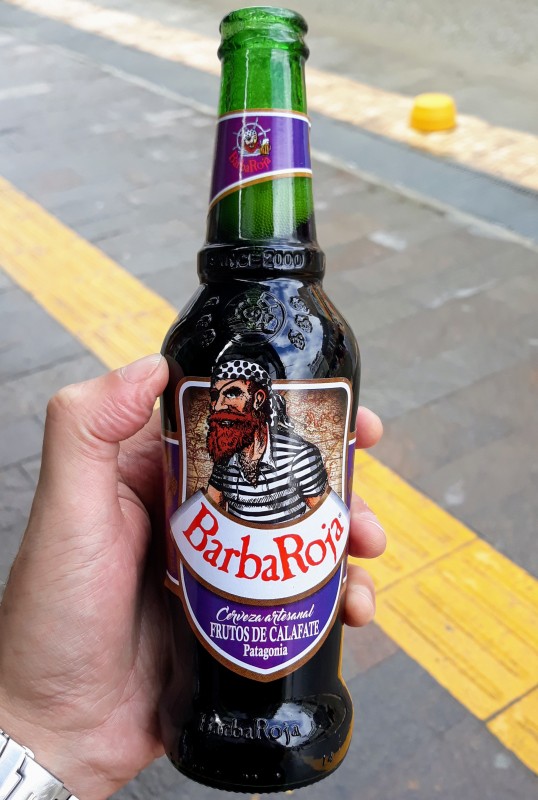 BarbaRoja
SINCE 2000
BarbaRoja
Cerveza artesanal
FRUTOS DE CALAFATE
Patagonia
BarbaRoja